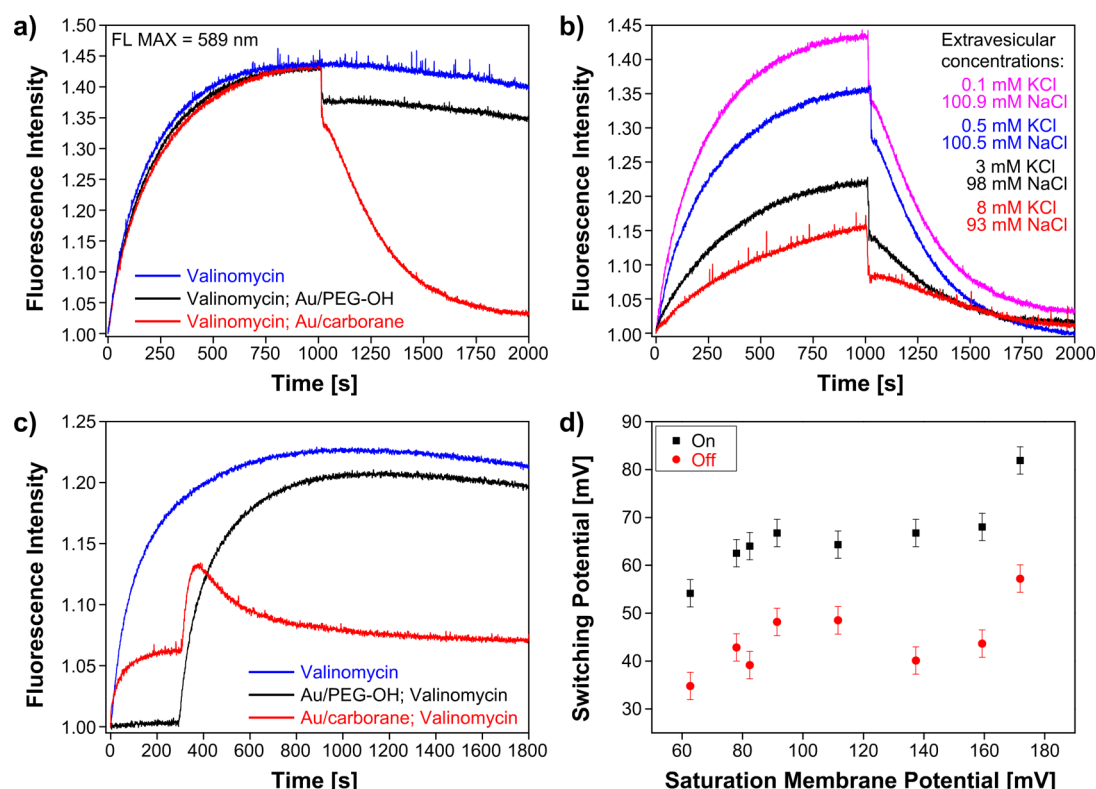 a)
1.50
1.45
1.40
1.35
1.30
1.25
1.20
1.15
1.10
1.05
1.00
Fluorescence Intensity
FL MAX = 589 nm
Valinomycin
Valinomycin; Au/PEG-OH
Valinomycin; Au/carborane
0 250 500 750 1000 1250 1500 1750 2000
Time [s]
b)
1.45
1.40
1.35
1.30
1.25
1.20
1.15
1.10
1.05
1.00
Fluorescence Intensity
Extravesicular
concentrations:
0.1 mM KCl
100.9 mM NaCl
0.5 mM KCl
100.5 mM NaCl
3 mM KCl
98 mM NaCl
8 mM KCl
93 mM NaCl
0 250 500 750 1000 1250 1500 1750 2000
Time [s]
c)
1.25
1.20
1.15
1.10
1.05
1.00
Fluorescence Intensity
Valinomycin
Au/PEG-OH; Valinomycin
Au/carborane; Valinomycin
0 200 400 600 800 1000 1200 1400 1600 1800
Time [s]
d)
90
80
70
60
50
40
30
Switching Potential [mV]
On
Off
60 80 100 120 140 160 180
Saturation Membrane Potential [mV]